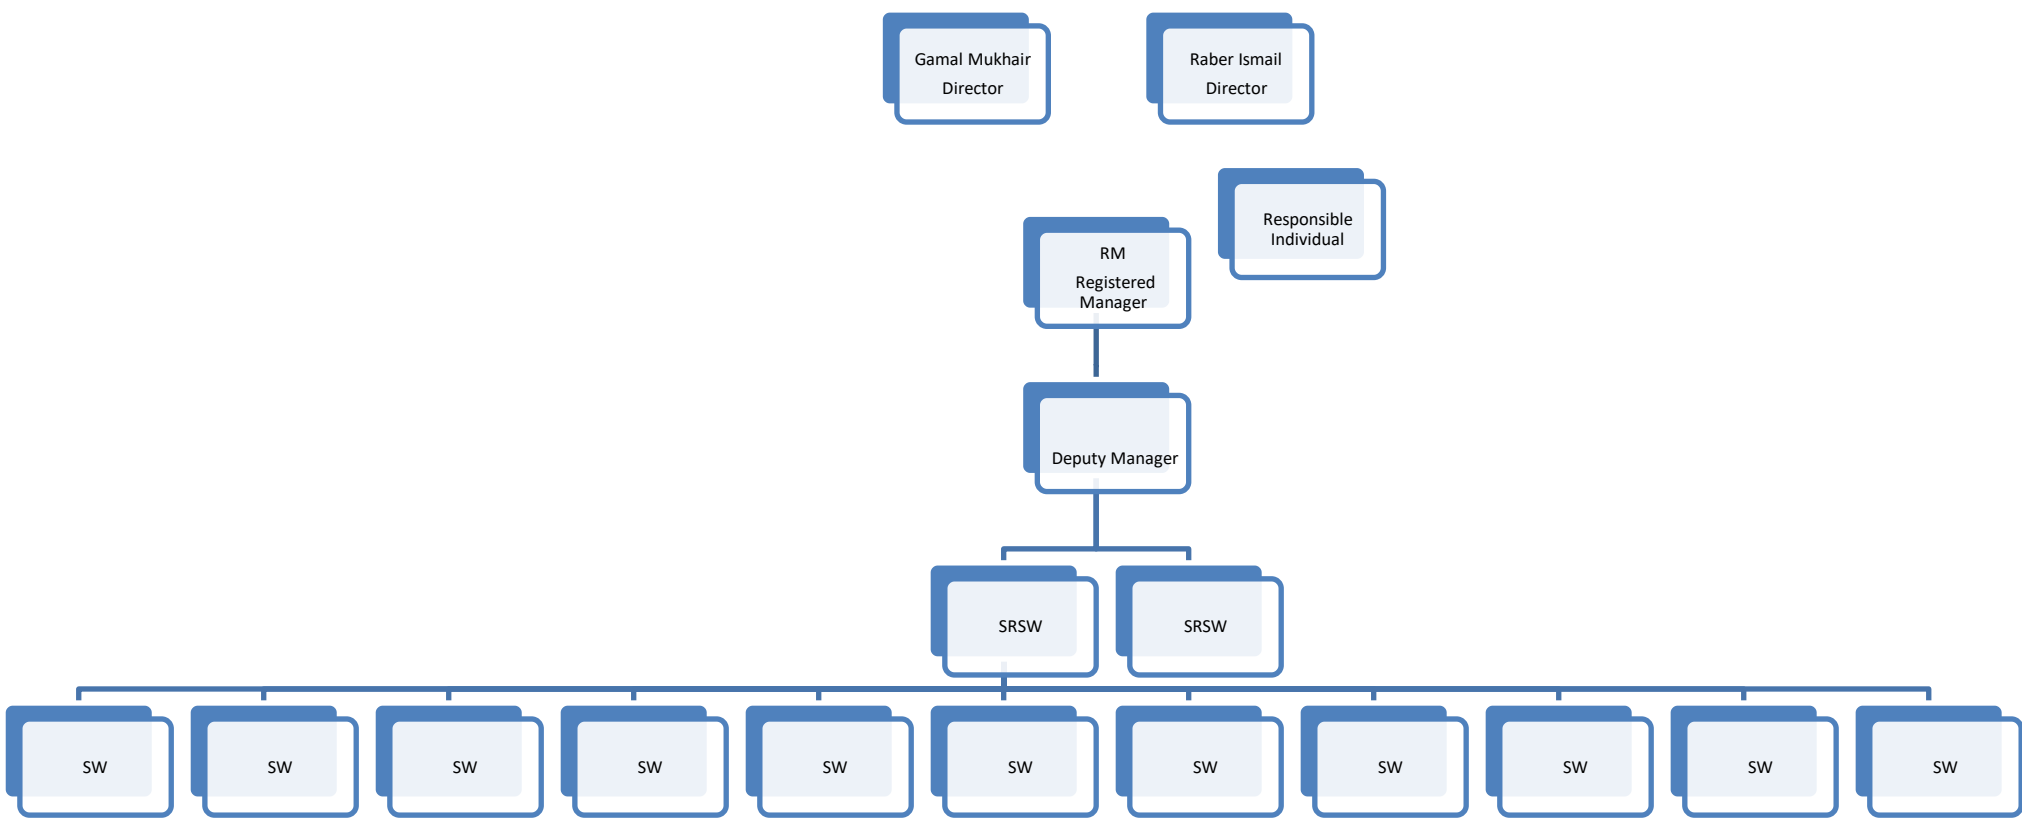 Gamal Mukhair
Director
Raber Ismail
Director
Responsible
Individual
RM
Registered
Manager
Deputy Manager
SRSW
SRSW
SW
SW
SW
SW
SW
SW
SW
SW
SW
SW
SW